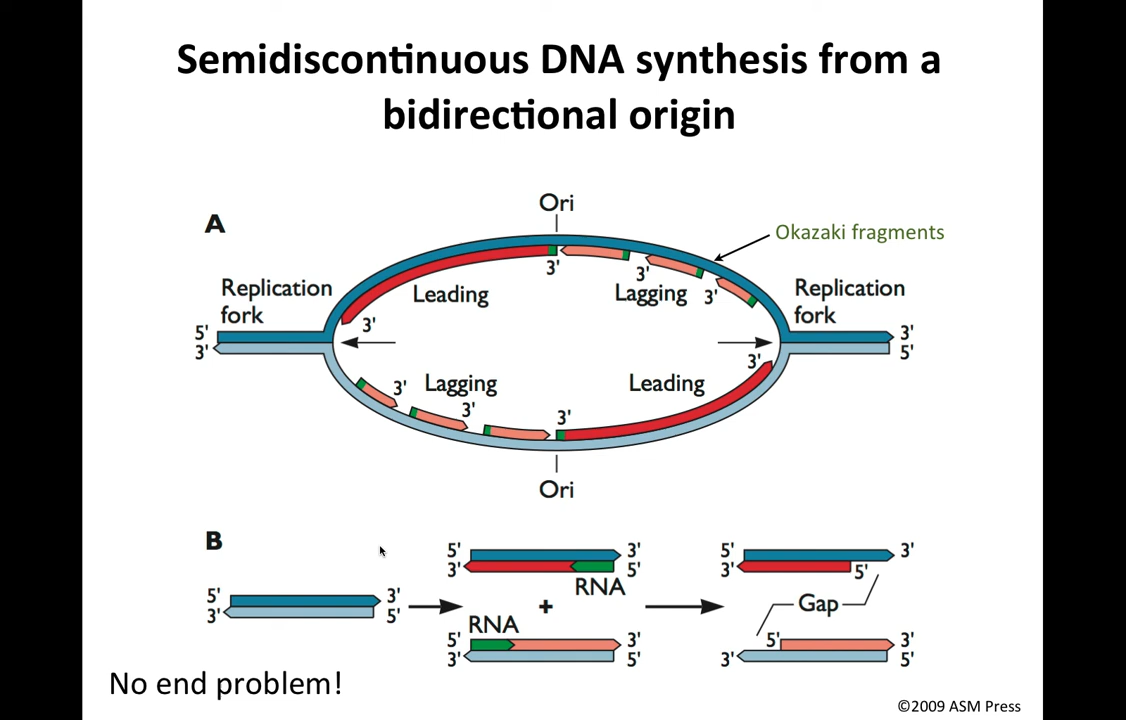 Semidiscontinuous DNA synthesis from a
bidirectional origin
Ori
A
Okazaki fragments
3'
3'
Leading
Lagging
3'
Replication
fork
Replication
fork
3'
5'
3'
3'
5'
3'
3'
Lagging
Leading
3'
3'
Ori
B
5'
3'
5'
3'
3'
5'
RNA
3'
5'
5'
3'
3'
5'
+
Gap
RNA
5'
3'
5'
3'
3'
5'
3'
5'
No end problem!
©2009 ASM Press